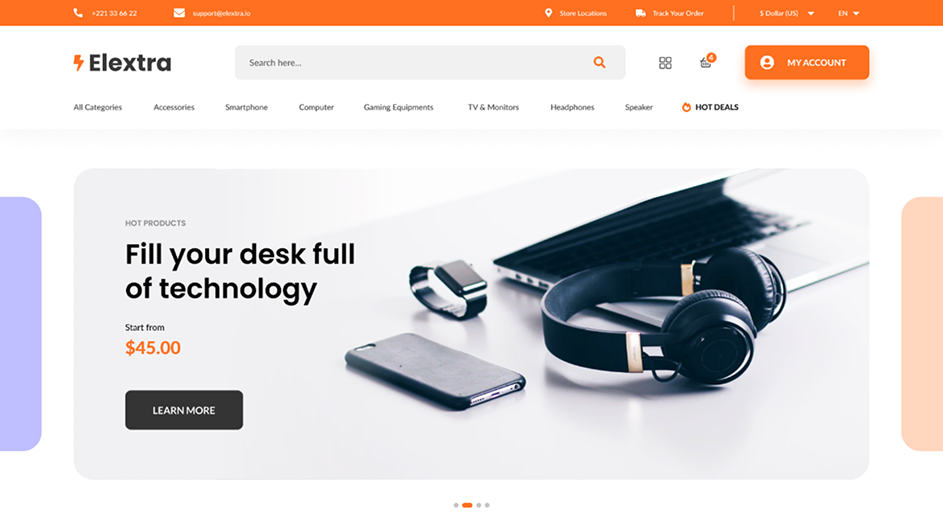 +221 33 66 22
support@elextra.io
Store Locations
Track Your Order
$ Dollar (US)
EN
Elextra
Search here...
4
MY ACCOUNT
All Categories
Accessories
Smartphone
Computer
Gaming Equipments
TV & Monitors
Headphones
Speaker
HOT DEALS
HOT PRODUCTS
Fill your desk full
of technology
Start from
$45.00
LEARN MORE